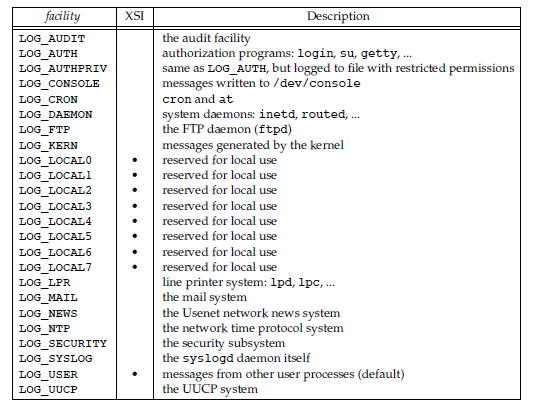 facility XSI Description
LOG_AUDIT the audit facility
LOG_AUTH authorization programs: login, su, getty, ...
LOG_AUTHPRIV same as LOG_AUTH, but logged to file with restricted permissions
LOG_CONSOLE messages written to /dev/console
LOG_CRON cron and at
LOG_DAEMON system daemons: inetd, routed, ...
LOG_FTP the FTP daemon (ftpd)
LOG_KERN messages generated by the kernel
LOG_LOCAL0 • reserved for local use
LOG_LOCAL1 • reserved for local use
LOG_LOCAL2 • reserved for local use
LOG_LOCAL3 • reserved for local use
LOG_LOCAL4 • reserved for local use
LOG_LOCAL5 • reserved for local use
LOG_LOCAL6 • reserved for local use
LOG_LOCAL7 • reserved for local use
LOG_LPR line printer system: lpd, lpc, ...
LOG_MAIL the mail system
LOG_NEWS the Usenet network news system
LOG_NTP the network time protocol system
LOG_SECURITY the security subsystem
LOG_SYSLOG the syslogd daemon itself
LOG_USER • messages from other user processes (default)
LOG_UUCP the UUCP system